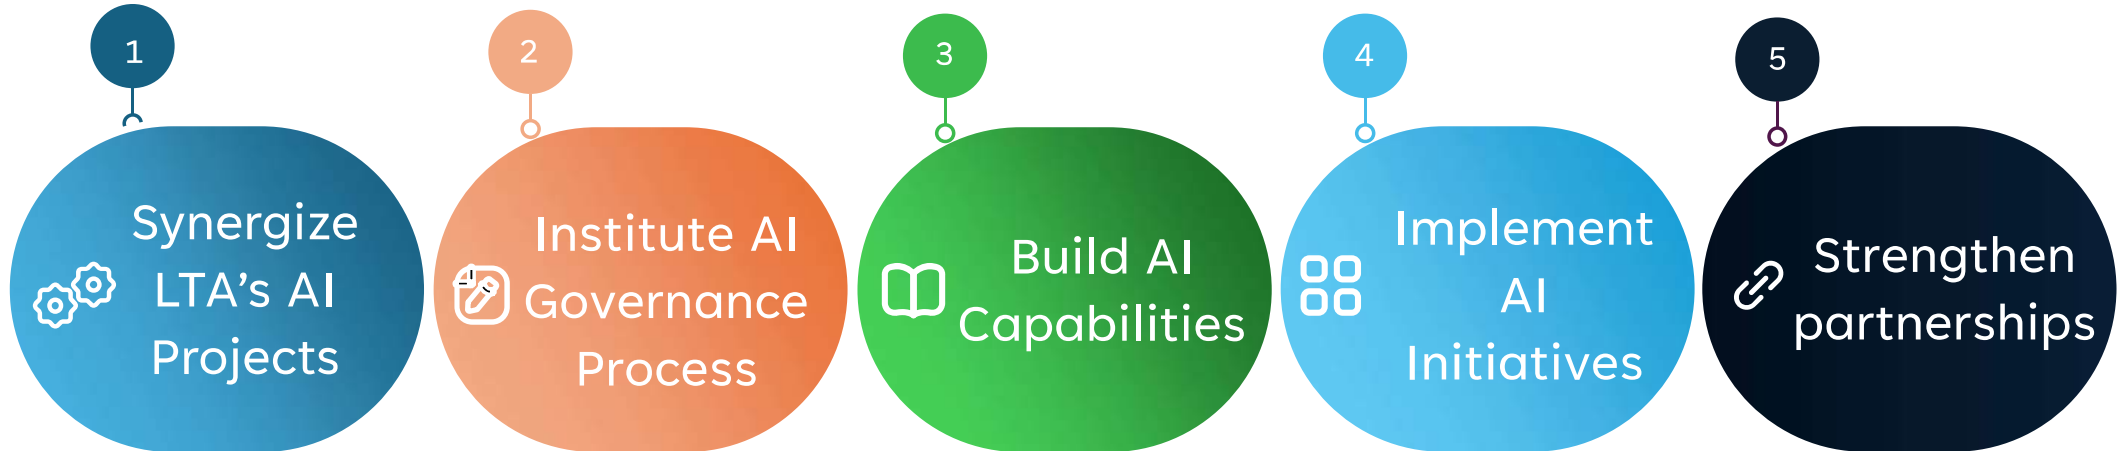 1
Synergize
LTA's AI
Projects
2
Institute AI
Governance
Process
3
Build AI
Capabilities
4
Implement
AI
Initiatives
5
Strengthen
partnerships